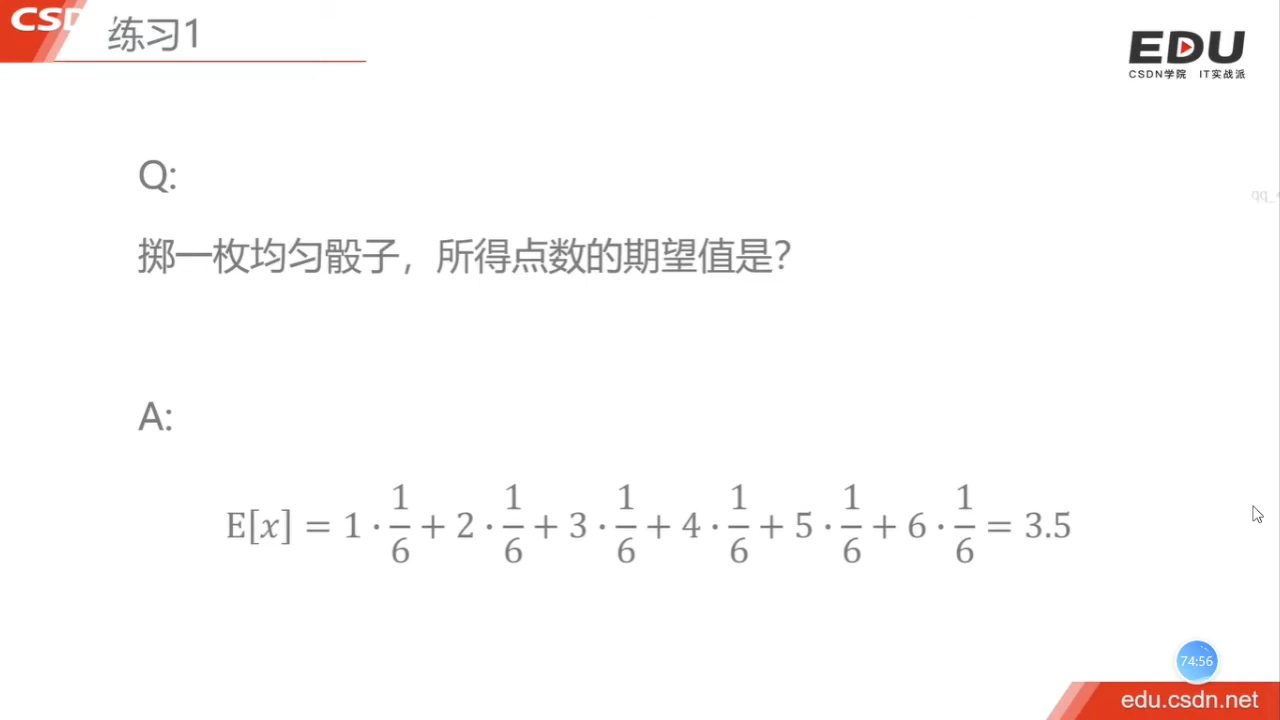 CSD
练习1
EDU
CSDN学院 IT实战派
Q:
qq_
掷一枚均匀骰子，所得点数的期望值是?
A:
E[x] = 1 · 1/6 + 2 · 1/6 + 3 · 1/6 + 4 · 1/6 + 5 · 1/6 + 6 · 1/6 = 3.5
74:56
edu.csdn.net